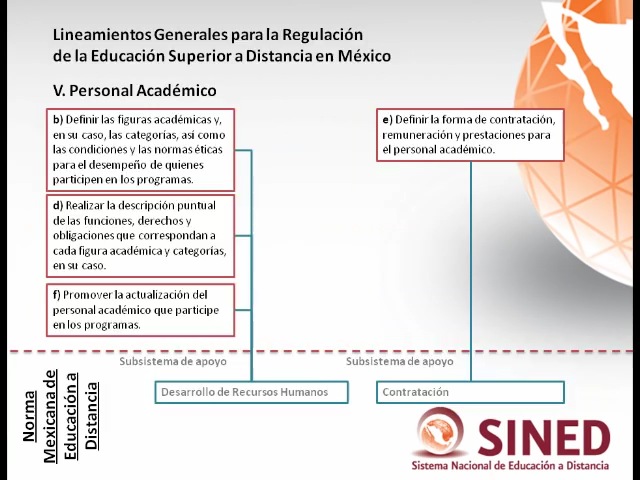 Lineamientos Generales para la Regulación
de la Educación Superior a Distancia en México
V. Personal Académico
b) Definir las figuras académicas y,
en su caso, las categorías, así como
las condiciones y las normas éticas
para el desempeño de quienes
participen en los programas.
d) Realizar la descripción puntual
de las funciones, derechos y
obligaciones que correspondan a
cada figura académica y categorías,
en su caso.
f) Promover la actualización del
personal académico que participe
en los programas.
e) Definir la forma de contratación,
remuneración y prestaciones para
el personal académico.
Subsistema de apoyo
Subsistema de apoyo
Desarrollo de Recursos Humanos
Contratación
Norma
Mexicana de
Educación a
Distancia
SINED
Sistema Nacional de Educación a Distancia